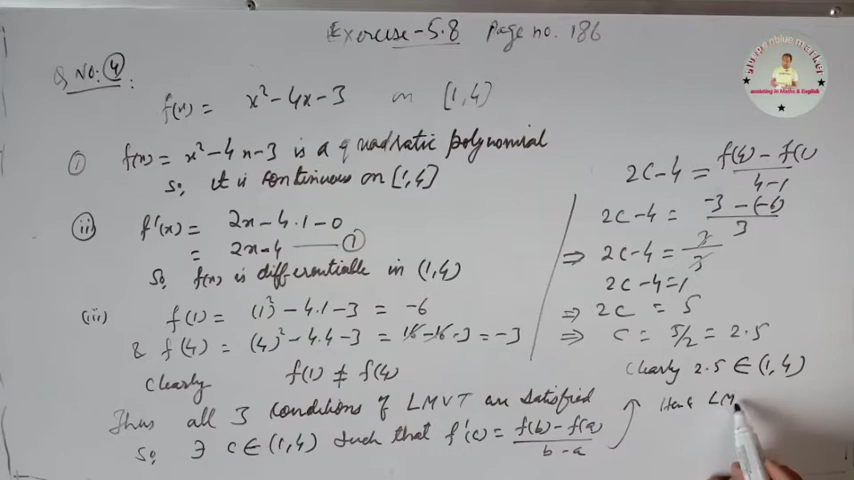 Exercise-5.8 Page no. 186
Q No: 4
f(x) = x² - 4x - 3 on [1,4]
(i) f(x) = x² - 4x - 3 is a quadratic polynomial
So, it is continuous on [1,4]
(ii) f'(x) = 2x - 4.1 - 0
= 2x - 4 —— (1)
So, f(x) is differentiable in (1,4)
(iii) f(1) = (1)² - 4.1 - 3 = -6
& f(4) = (4)² - 4.4 - 3 = 16 - 16 - 3 = -3
Clearly f(1) ≠ f(4)
Thus all 3 conditions of LMVT are satisfied
So, ∃ c ∈ (1,4) such that f'(c) = f(b) - f(a) / b - a
2c - 4 = f(4) - f(1) / 4 - 1
2c - 4 = -3 - (-6) / 3
⇒ 2c - 4 = 3 / 3
2c - 4 = 1
⇒ 2c = 5
⇒ c = 5/2 = 2.5
Clearly 2.5 ∈ (1,4)
LM